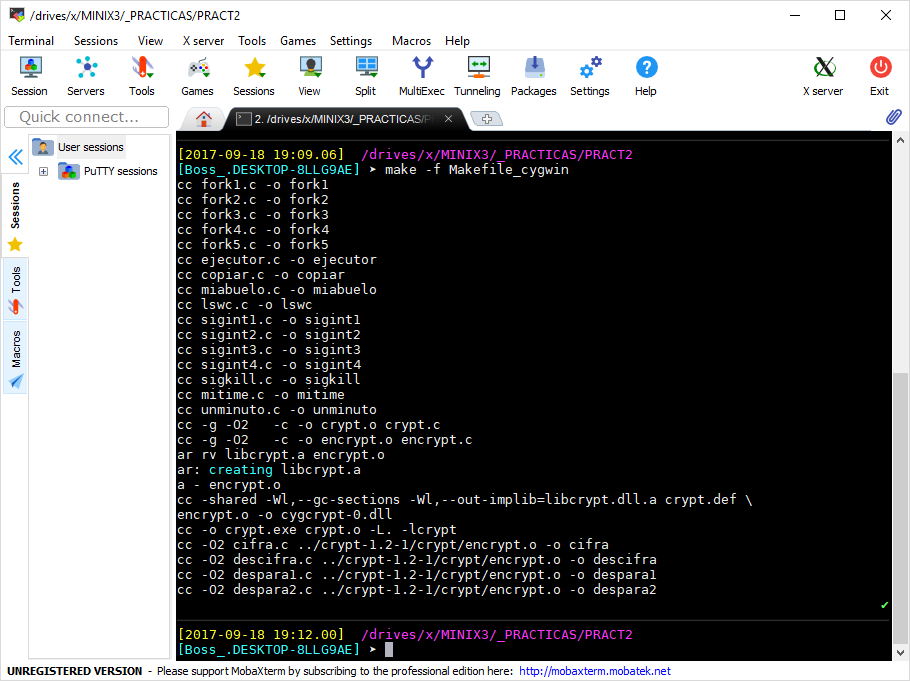 /drives/x/MINIX3/_PRACTICAS/PRACT2
Terminal Sessions View X server Tools Games Settings Macros Help
Session Servers Tools Games Sessions View Split MultiExec Tunneling Packages Settings Help X server Exit
Quick connect...
2. /drives/x/MINIX3/_PRACTICAS/P
User sessions
PuTTY sessions
Sessions
Tools
Macros
[2017-09-18 19:09.06] /drives/x/MINIX3/_PRACTICAS/PRACT2
[Boss_.DESKTOP-8LLG9AE] ➤ make -f Makefile_cygwin
cc fork1.c -o fork1
cc fork2.c -o fork2
cc fork3.c -o fork3
cc fork4.c -o fork4
cc fork5.c -o fork5
cc ejecutor.c -o ejecutor
cc copiar.c -o copiar
cc miabuelo.c -o miabuelo
cc lswc.c -o lswc
cc sigint1.c -o sigint1
cc sigint2.c -o sigint2
cc sigint3.c -o sigint3
cc sigint4.c -o sigint4
cc sigkill.c -o sigkill
cc mitime.c -o mitime
cc unminuto.c -o unminuto
cc -g -O2 -c -o crypt.o crypt.c
cc -g -O2 -c -o encrypt.o encrypt.c
ar rv libcrypt.a encrypt.o
ar: creating libcrypt.a
a - encrypt.o
cc -shared -Wl,--gc-sections -Wl,--out-implib=libcrypt.dll.a crypt.def \
encrypt.o -o cygcrypt-0.dll
cc -o crypt.exe crypt.o -L. -lcrypt
cc -O2 cifra.c ../crypt-1.2-1/crypt/encrypt.o -o cifra
cc -O2 descifra.c ../crypt-1.2-1/crypt/encrypt.o -o descifra
cc -O2 despara1.c ../crypt-1.2-1/crypt/encrypt.o -o despara1
cc -O2 despara2.c ../crypt-1.2-1/crypt/encrypt.o -o despara2
[2017-09-18 19:12.00] /drives/x/MINIX3/_PRACTICAS/PRACT2
[Boss_.DESKTOP-8LLG9AE] ➤
UNREGISTERED VERSION - Please support MobaXterm by subscribing to the professional edition here: http://mobaxterm.mobatek.net